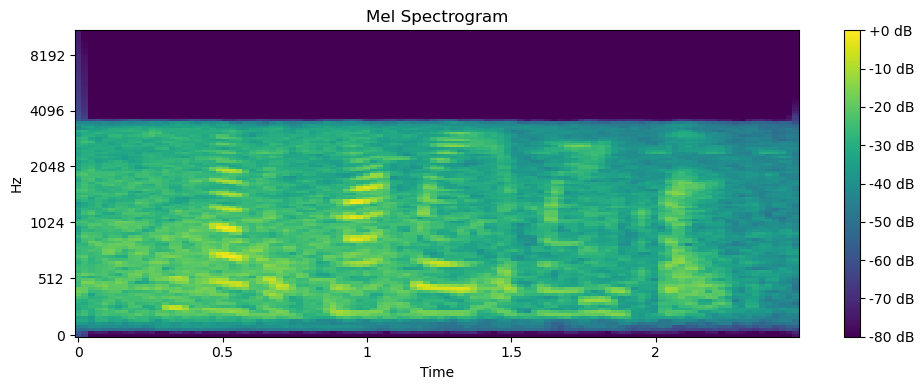 Mel Spectrogram
8192
4096
2048
1024
512
0
Hz
0
0.5
1
1.5
2
Time
+0 dB
-10 dB
-20 dB
-30 dB
-40 dB
-50 dB
-60 dB
-70 dB
-80 dB